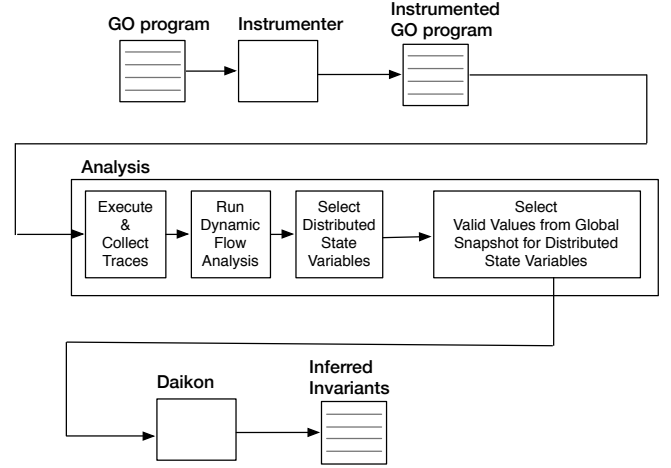 GO program
Instrumenter
Instrumented
GO program
Analysis
Execute
&
Collect
Traces
Run
Dynamic
Flow
Analysis
Select
Distributed
State
Variables
Select
Valid Values from Global
Snapshot for Distributed
State Variables
Daikon
Inferred
Invariants